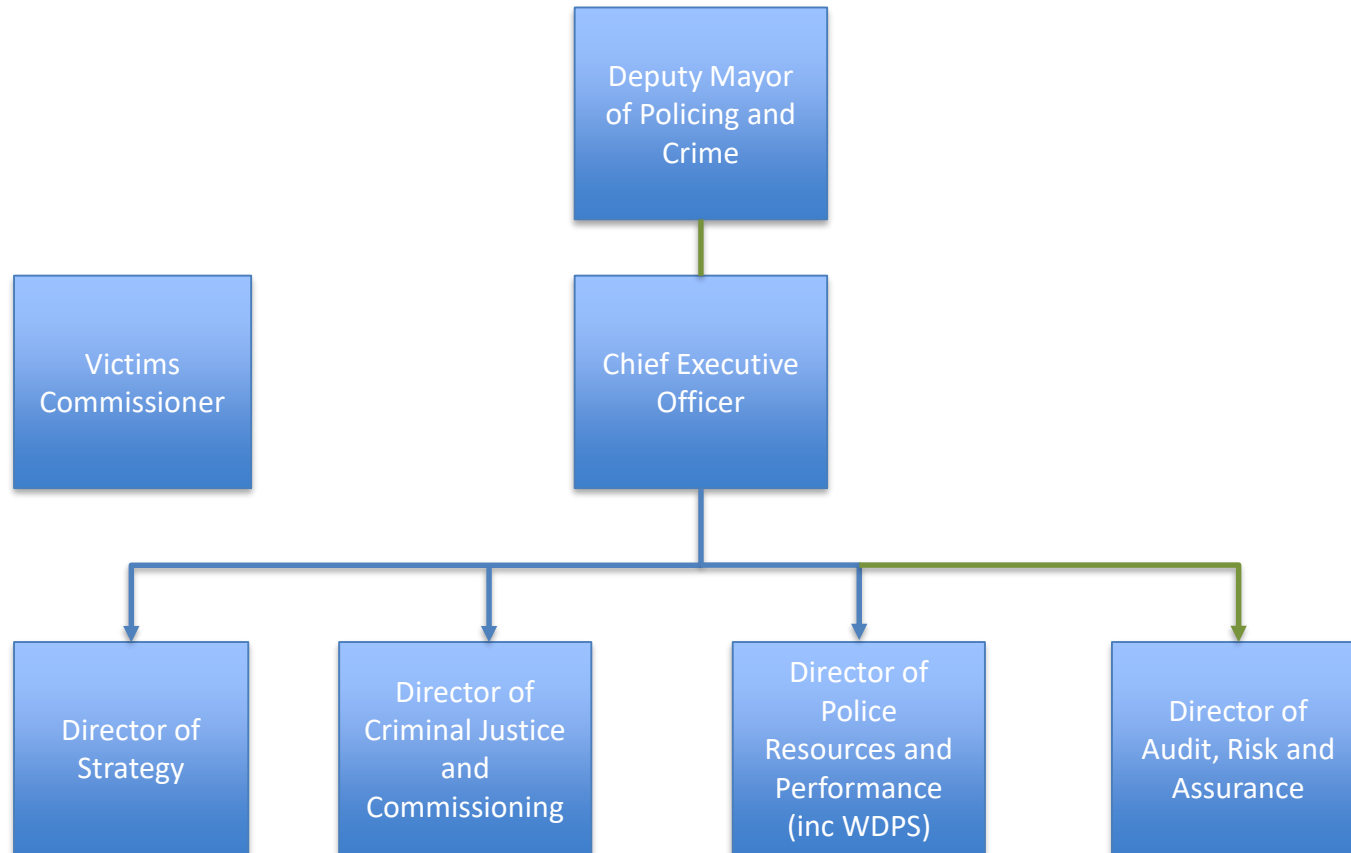 Deputy Mayor
of Policing and
Crime
Victims
Commissioner
Chief Executive
Officer
Director of
Strategy
Director of
Criminal Justice
and
Commissioning
Director of
Police
Resources and
Performance
(inc WDPS)
Director of
Audit, Risk and
Assurance